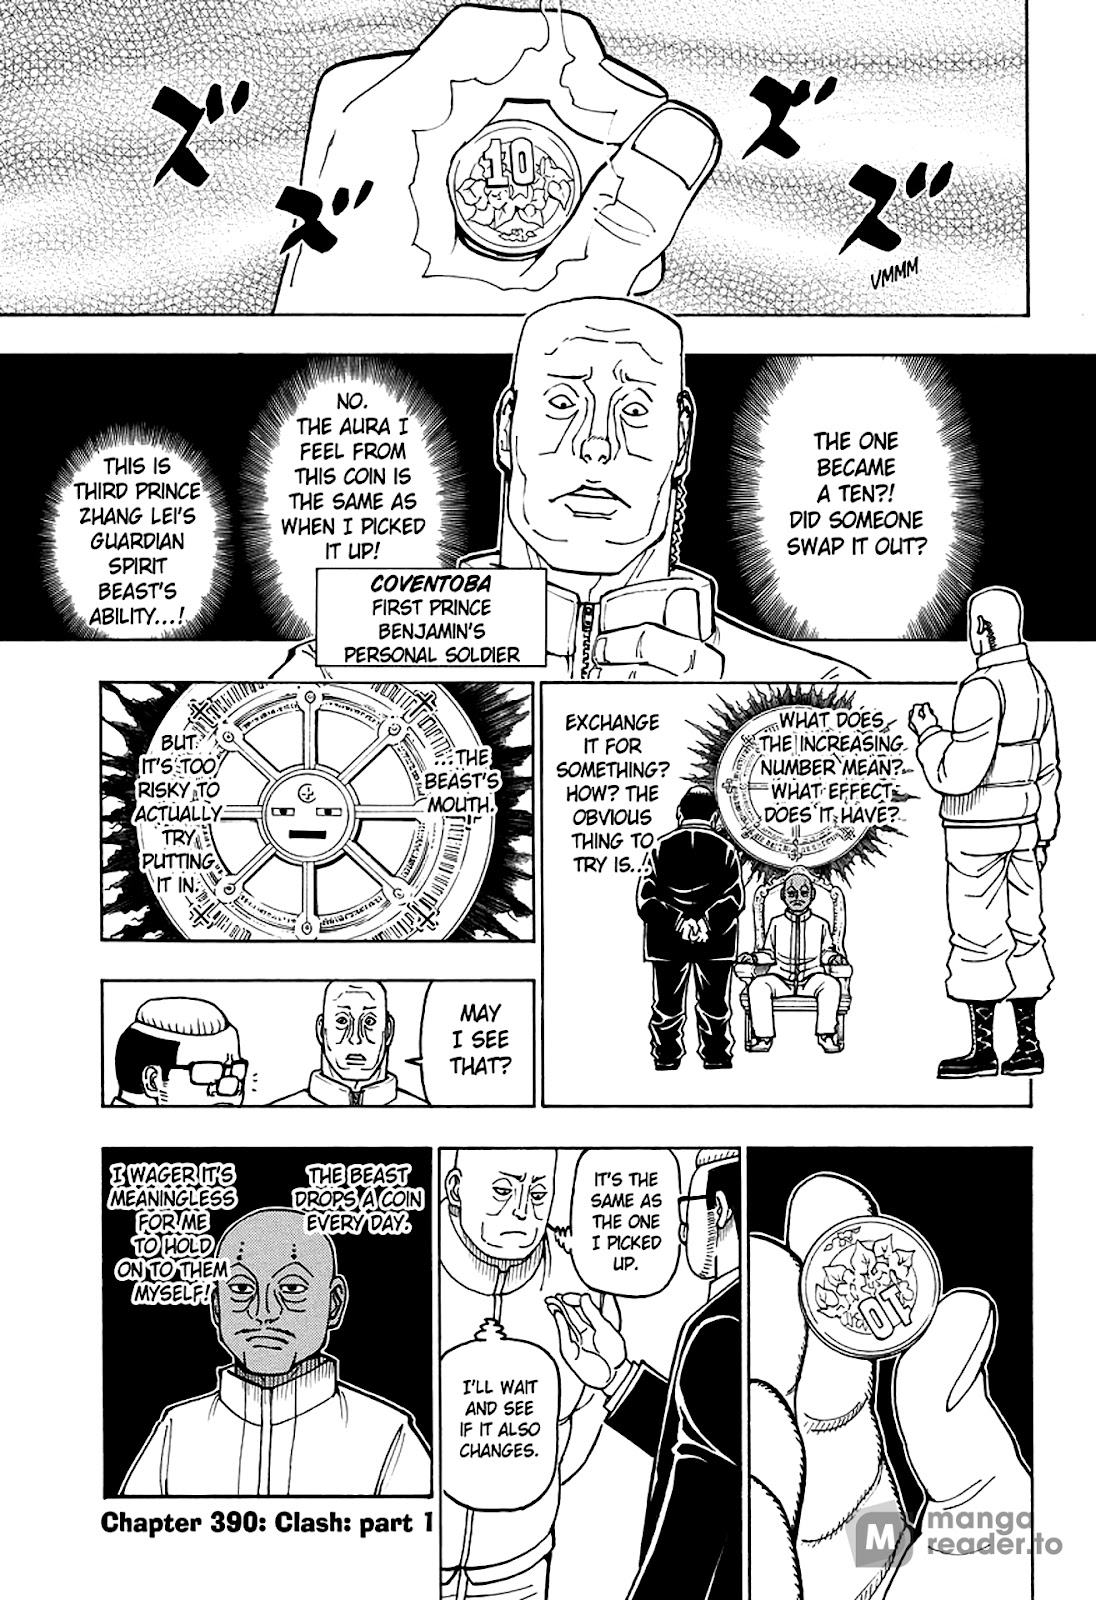 ズ
ズ
ズ
ズ
VMMM
10
THE ONE
BECAME
A TEN?!
DID SOMEONE
SWAP IT OUT?
NO.
THE AURA I
FEEL FROM
THIS COIN IS
THE SAME AS
WHEN I PICKED
IT UP!
THIS IS
THIRD PRINCE
ZHANG LEI'S
GUARDIAN
SPIRIT
BEAST'S
ABILITY...!
COVENTOBA
FIRST PRINCE
BENJAMIN'S
PERSONAL SOLDIER
WHAT DOES
THE INCREASING
NUMBER MEAN?
WHAT EFFECT
DOES IT HAVE?
EXCHANGE
IT FOR
SOMETHING?
HOW? THE
OBVIOUS
THING TO
TRY IS...
...THE
BEAST'S
MOUTH.
BUT
IT'S TOO
RISKY TO
ACTUALLY
TRY
PUTTING
IT IN.
MAY
I SEE
THAT?
10
IT'S THE
SAME AS
THE ONE
I PICKED
UP.
I'LL WAIT
AND SEE
IF IT ALSO
CHANGES.
THE BEAST
DROPS A COIN
EVERY DAY.
I WAGER IT'S
MEANINGLESS
FOR ME
TO HOLD
ON TO THEM
MYSELF!
Chapter 390: Clash: part 1
M manga
reader.to